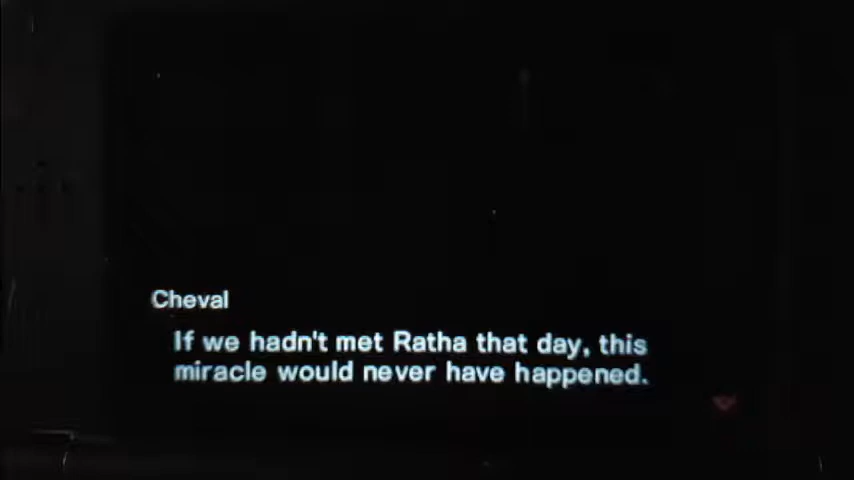 Cheval
If we hadn't met Ratha that day, this
miracle would never have happened.